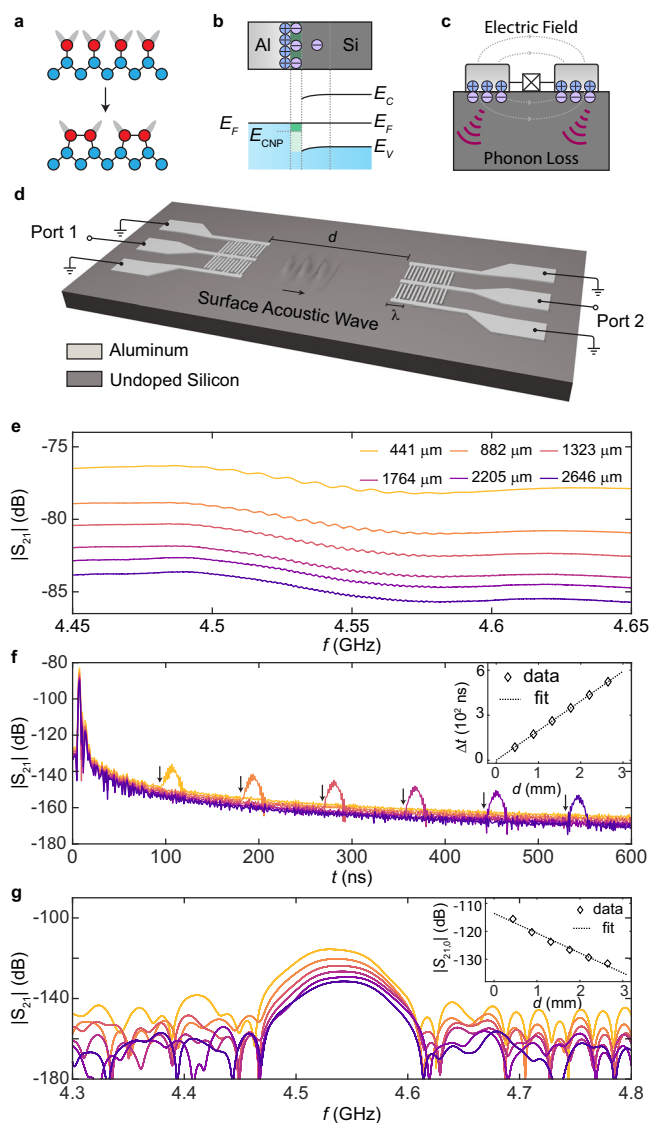 a
b
Al
Si
E_C
E_F
E_CNP
E_F
E_V
c
Electric Field
Phonon Loss
d
Port 1
d
Surface Acoustic Wave
λ
Port 2
Aluminum
Undoped Silicon
e
|S21| (dB)
-75
-80
-85
441 μm
882 μm
1323 μm
1764 μm
2205 μm
2646 μm
4.45
4.5
4.55
4.6
4.65
f (GHz)
f
|S21| (dB)
-80
-100
-120
-140
-160
-180
0
100
200
300
400
500
600
t (ns)
Δt (10² ns)
6
3
0
data
fit
0
1
2
3
d (mm)
g
|S21| (dB)
-100
-140
-180
4.3
4.4
4.5
4.6
4.7
4.8
f (GHz)
|S21,0| (dB)
-110
-120
-130
data
fit
0
1
2
3
d (mm)